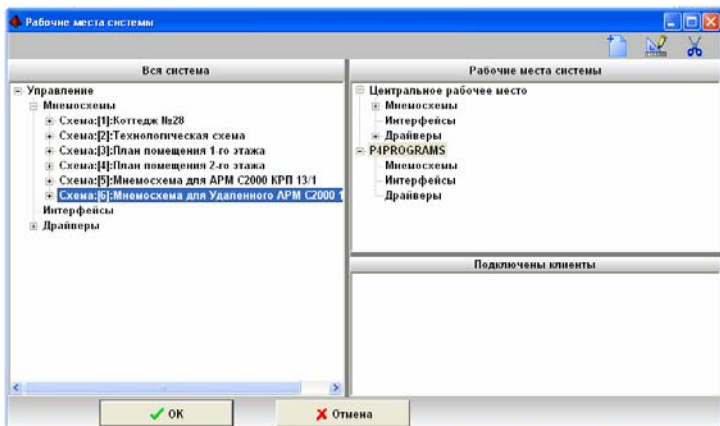 Рабочие места системы
Вся система
Управление
Мнемосхемы
Схема:[1]:Коттедж №28
Схема:[2]:Технологическая схема
Схема:[3]:План помещения 1-го этажа
Схема:[4]:План помещения 2-го этажа
Схема:[5]:Мнемосхема для АРМ С2000 КРП 13/1
Схема:[6]:Мнемосхема для Удаленного АРМ С2000 1
Интерфейсы
Драйверы
Рабочие места системы
Центральное рабочее место
Мнемосхемы
Интерфейсы
Драйверы
P4PROGRAMS
Мнемосхемы
Интерфейсы
Драйверы
Подключены клиенты
OK
Отмена